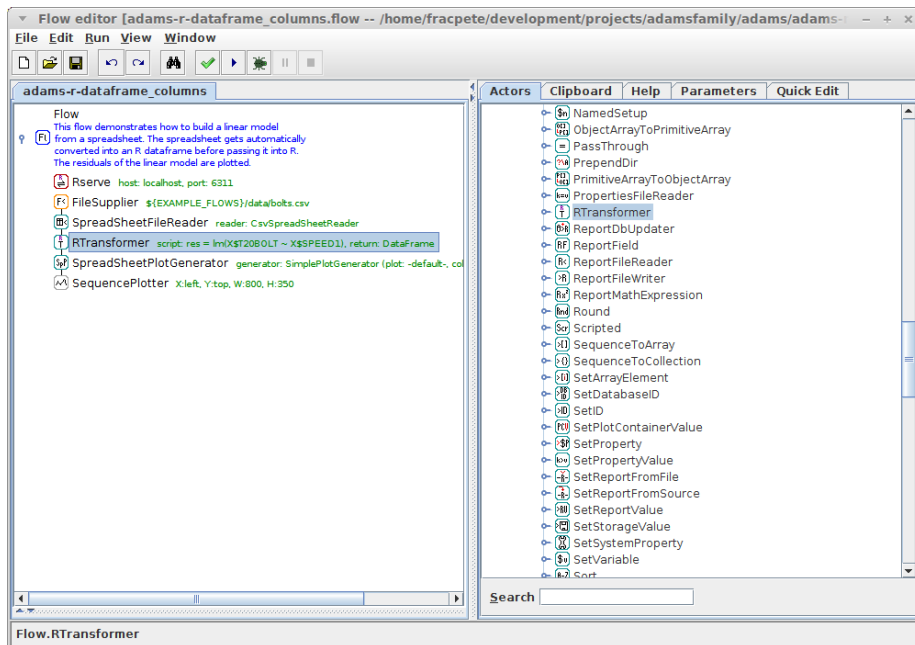 Flow editor [adams-r-dataframe_columns.flow -- /home/fracpete/development/projects/adamsfamily/adams/adams-
File Edit Run View Window
adams-r-dataframe_columns
Flow
This flow demonstrates how to build a linear model
from a spreadsheet. The spreadsheet gets automatically
converted into an R dataframe before passing it into R.
The residuals of the linear model are plotted.
Rserve host: localhost, port: 6311
FileSupplier ${EXAMPLE_FLOWS}/data/bolts.csv
SpreadSheetFileReader reader: CsvSpreadSheetReader
RTransformer script: res = lm(X$T20BOLT ~ X$SPEED1), return: DataFrame
SpreadSheetPlotGenerator generator: SimplePlotGenerator (plot: -default-, col
SequencePlotter X:left, Y:top, W:800, H:350
Actors Clipboard Help Parameters Quick Edit
NamedSetup
ObjectArrayToPrimitiveArray
PassThrough
PrependDir
PrimitiveArrayToObjectArray
PropertiesFileReader
RTransformer
ReportDbUpdater
ReportField
ReportFileReader
ReportFileWriter
ReportMathExpression
Round
Scripted
SequenceToArray
SequenceToCollection
SetArrayElement
SetDatabaseID
SetID
SetPlotContainerValue
SetProperty
SetPropertyValue
SetReportFromFile
SetReportFromSource
SetReportValue
SetStorageValue
SetSystemProperty
SetVariable
Sort
Search
Flow.RTransformer